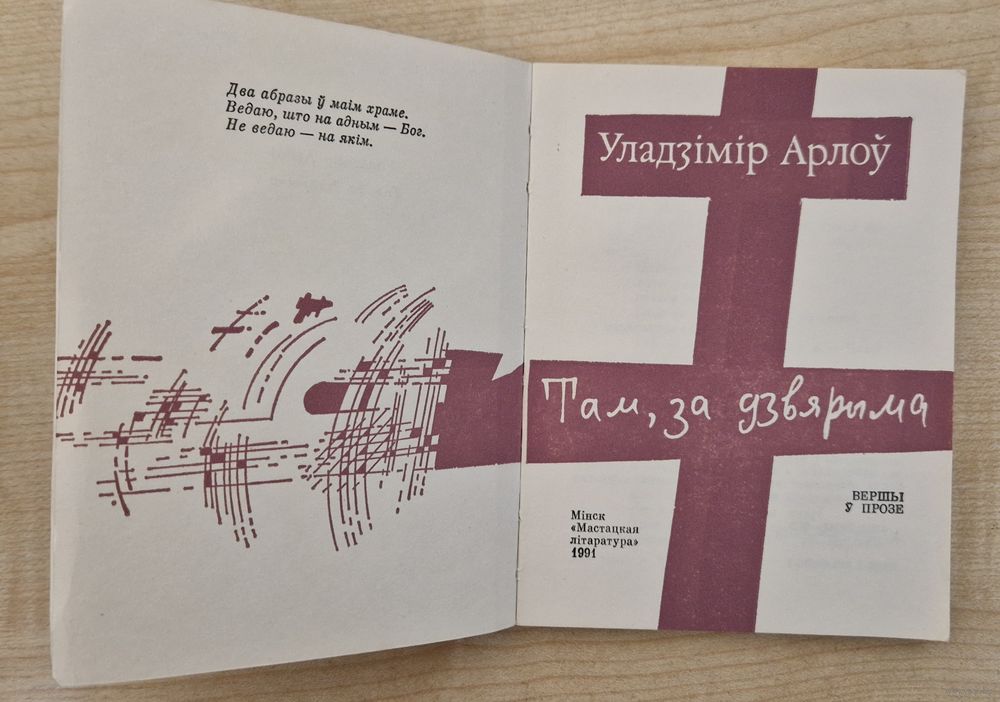 Два абразы ў маім храме.
Ведаю, што на адным — Бог.
Не ведаю — на якім.
Уладзімір Арлоў
Там, за дзвярыма
ВЕРШЫ
Ў ПРОЗЕ
Мінск
«Мастацкая
літаратура»
1991